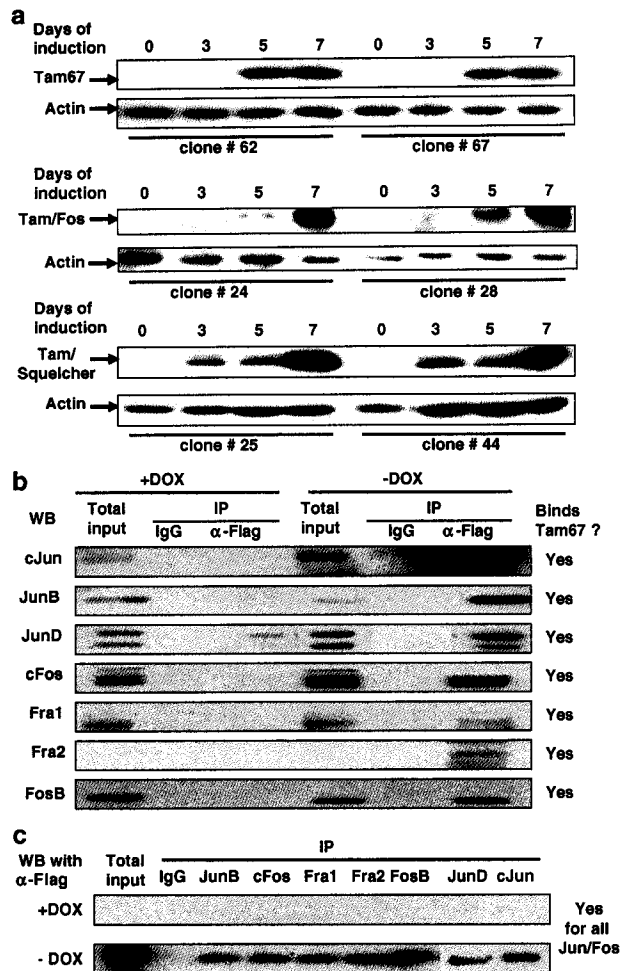 a
Days of
induction 0 3 5 7 0 3 5 7
Tam67
Actin
clone # 62 clone # 67
Days of
induction 0 3 5 7 0 3 5 7
Tam/Fos
Actin
clone # 24 clone # 28
Days of
induction 0 3 5 7 0 3 5 7
Tam/
Squelcher
Actin
clone # 25 clone # 44
b
+DOX -DOX
WB Total input IP IgG α-Flag Total input IP IgG α-Flag Binds Tam67 ?
cJun Yes
JunB Yes
JunD Yes
cFos Yes
Fra1 Yes
Fra2 Yes
FosB Yes
c
IP
WB with α-Flag Total input IgG JunB cFos Fra1 Fra2 FosB JunD cJun
+DOX
Yes for all Jun/Fos
- DOX